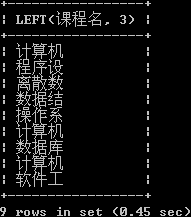 LEFT(课程名, 3)
计算机
程序设
离散数
数据结
操作系
计算机
数据库
计算机
软件工
9 rows in set (0.45 sec)